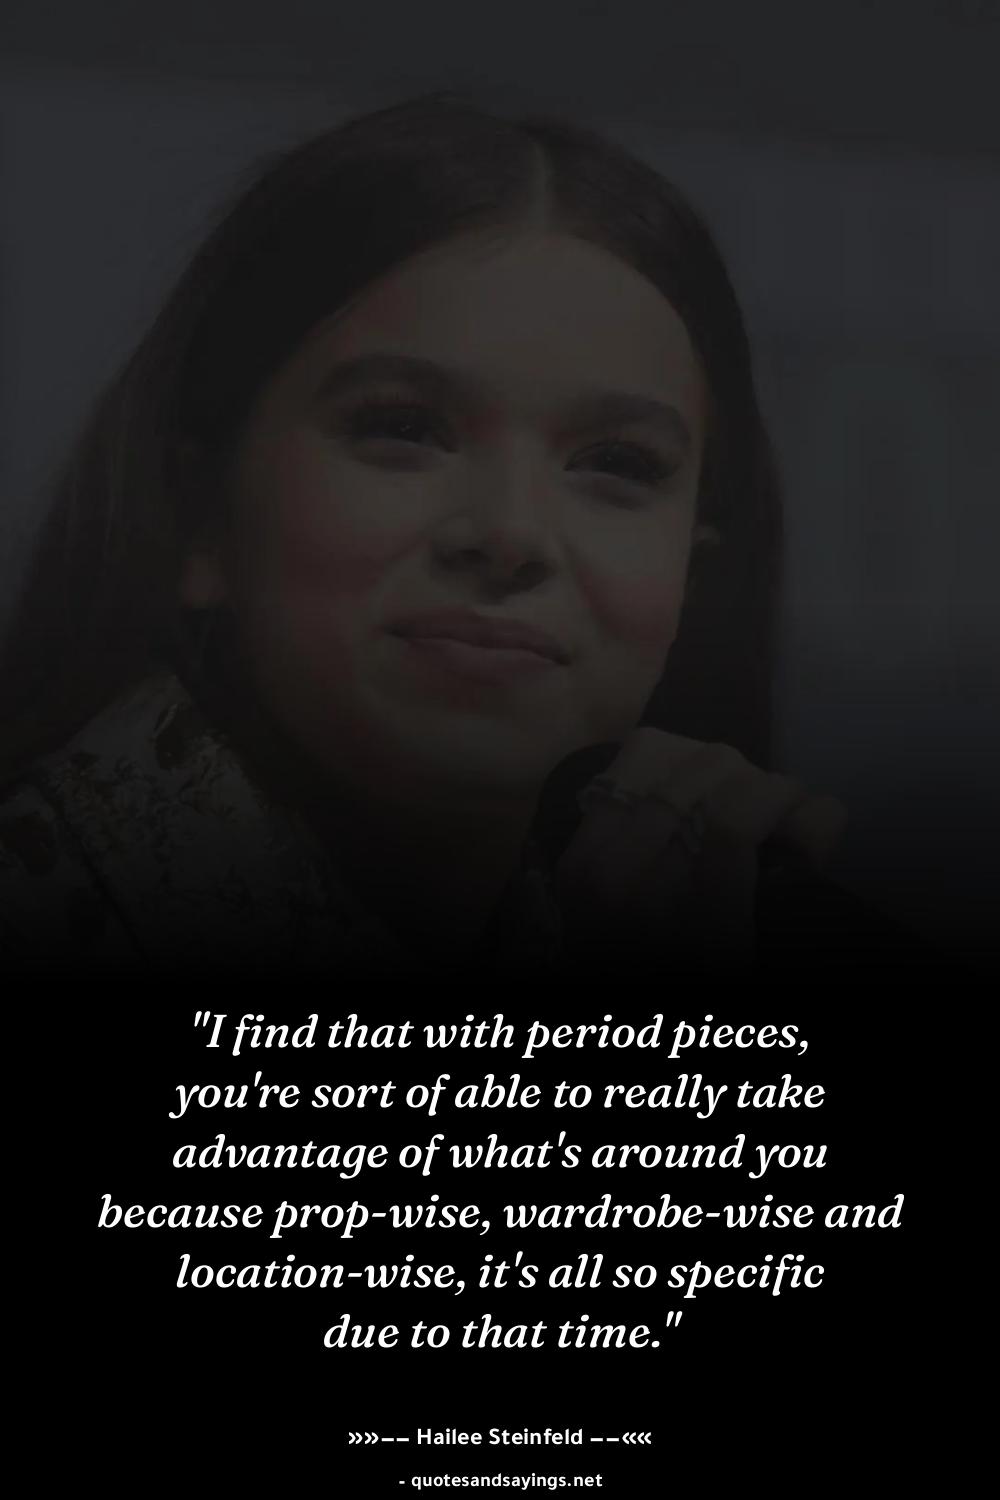 "I find that with period pieces,
you're sort of able to really take
advantage of what's around you
because prop-wise, wardrobe-wise and
location-wise, it's all so specific
due to that time."
»»−− Hailee Steinfeld −−««
- quotesandsayings.net